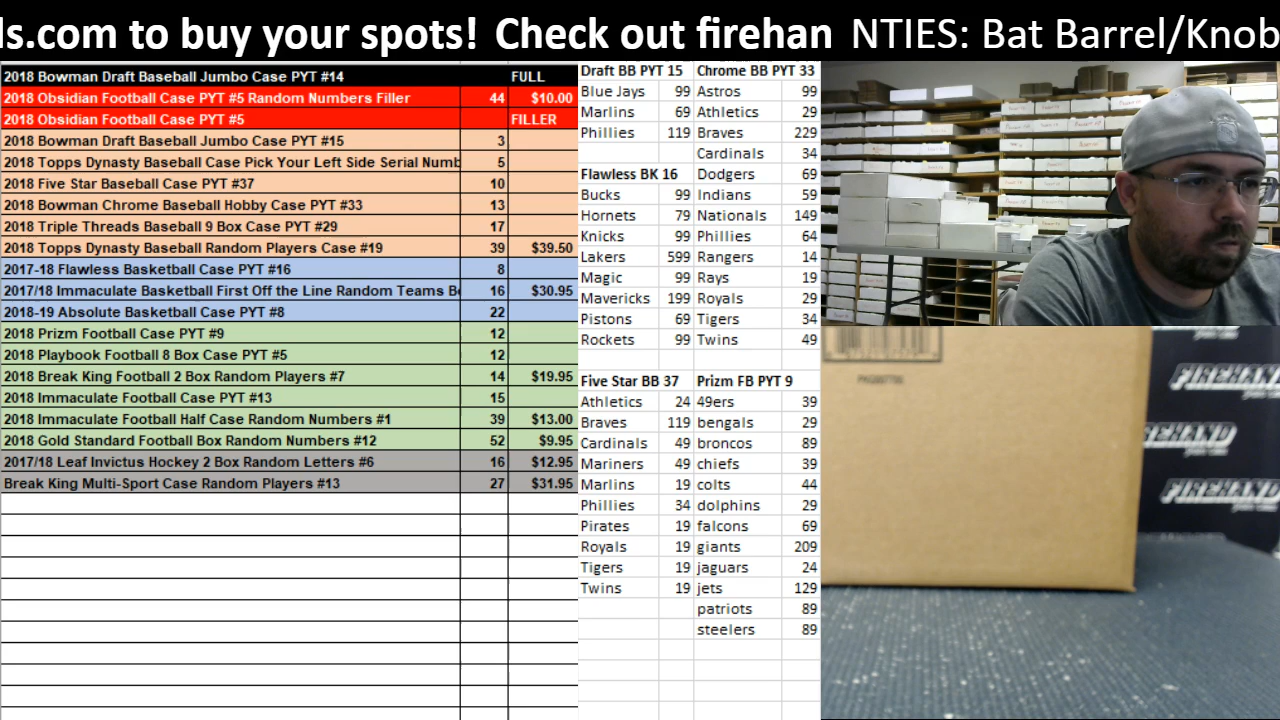 ls.com to buy your spots! Check out firehan NTIES: Bat Barrel/Knob
2018 Bowman Draft Baseball Jumbo Case PYT #14 FULL
2018 Obsidian Football Case PYT #5 Random Numbers Filler 44 $10.00
2018 Obsidian Football Case PYT #5 FILLER
2018 Bowman Draft Baseball Jumbo Case PYT #15 3
2018 Topps Dynasty Baseball Case Pick Your Left Side Serial Numb 5
2018 Five Star Baseball Case PYT #37 10
2018 Bowman Chrome Baseball Hobby Case PYT #33 13
2018 Triple Threads Baseball 9 Box Case PYT #29 17
2018 Topps Dynasty Baseball Random Players Case #19 39 $39.50
2017-18 Flawless Basketball Case PYT #16 8
2017/18 Immaculate Basketball First Off the Line Random Teams Bo 16 $30.95
2018-19 Absolute Basketball Case PYT #8 22
2018 Prizm Football Case PYT #9 12
2018 Playbook Football 8 Box Case PYT #5 12
2018 Break King Football 2 Box Random Players #7 14 $19.95
2018 Immaculate Football Case PYT #13 15
2018 Immaculate Football Half Case Random Numbers #1 39 $13.00
2018 Gold Standard Football Box Random Numbers #12 52 $9.95
2017/18 Leaf Invictus Hockey 2 Box Random Letters #6 16 $12.95
Break King Multi-Sport Case Random Players #13 27 $31.95
Draft BB PYT 15
Blue Jays 99
Marlins 69
Phillies 119
Flawless BK 16
Bucks 99
Hornets 79
Knicks 99
Lakers 599
Magic 99
Mavericks 199
Pistons 69
Rockets 99
Five Star BB 37
Athletics 24
Braves 119
Cardinals 49
Mariners 49
Marlins 19
Phillies 34
Pirates 19
Royals 19
Tigers 19
Twins 19
Chrome BB PYT 33
Astros 99
Athletics 29
Braves 229
Cardinals 34
Dodgers 69
Indians 59
Nationals 149
Phillies 64
Rangers 14
Rays 19
Royals 29
Tigers 34
Twins 49
Prizm FB PYT 9
49ers 39
bengals 29
broncos 89
chiefs 39
colts 44
dolphins 29
falcons 69
giants 209
jaguars 24
jets 129
patriots 89
steelers 89
FIREHAND
FIREHAND
FIREHAND